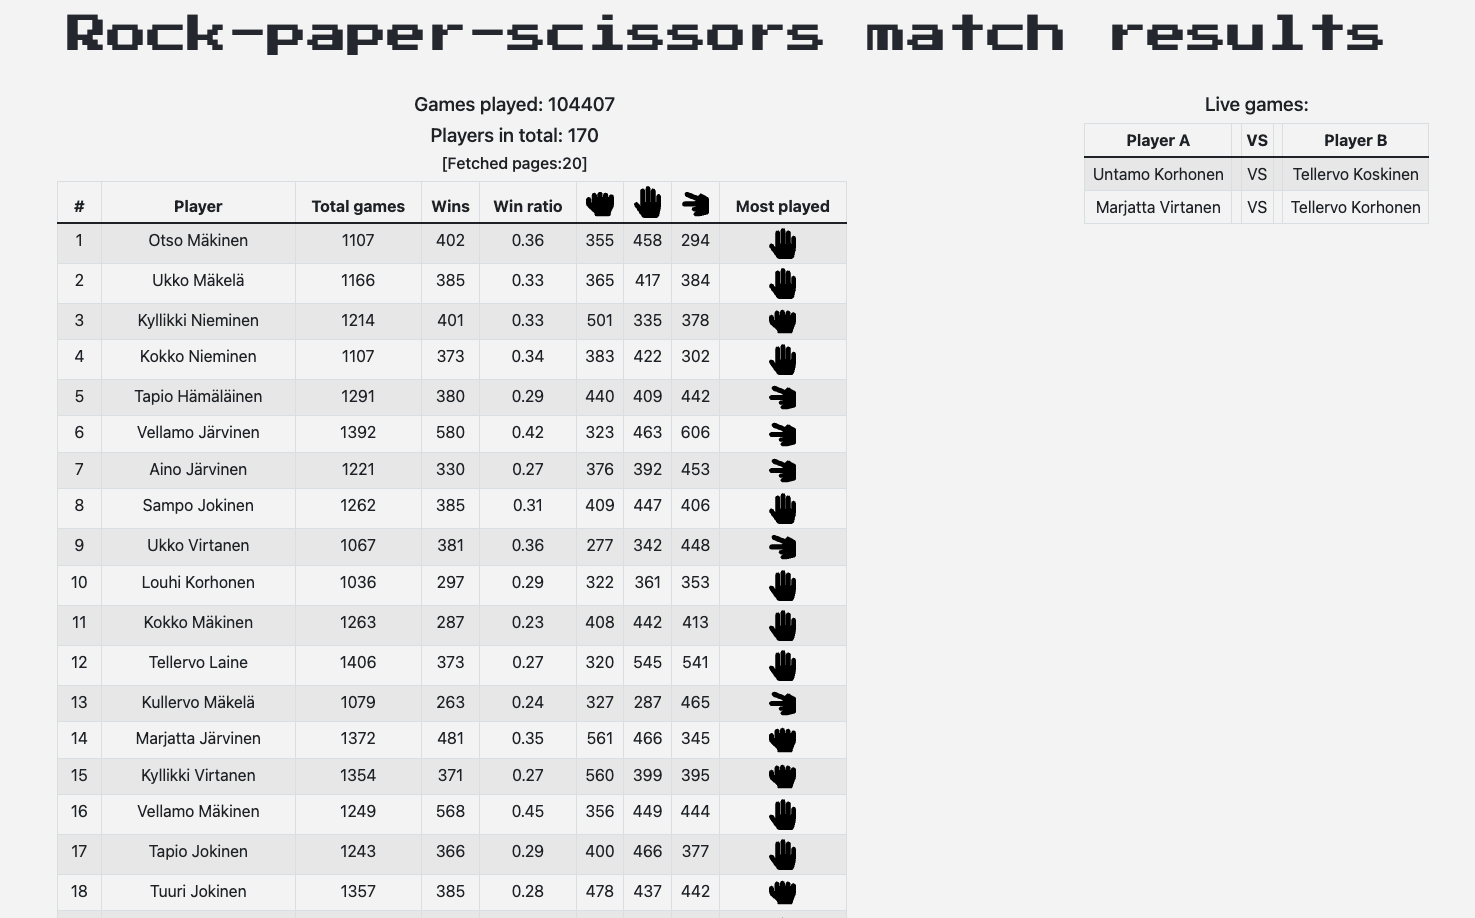 Rock-paper-scissors match results
Games played: 104407
Players in total: 170
[Fetched pages:20]
# Player Total games Wins Win ratio Most played
1 Otso Mäkinen 1107 402 0.36 355 458 294
2 Ukko Mäkelä 1166 385 0.33 365 417 384
3 Kyllikki Nieminen 1214 401 0.33 501 335 378
4 Kokko Nieminen 1107 373 0.34 383 422 302
5 Tapio Hämäläinen 1291 380 0.29 440 409 442
6 Vellamo Järvinen 1392 580 0.42 323 463 606
7 Aino Järvinen 1221 330 0.27 376 392 453
8 Sampo Jokinen 1262 385 0.31 409 447 406
9 Ukko Virtanen 1067 381 0.36 277 342 448
10 Louhi Korhonen 1036 297 0.29 322 361 353
11 Kokko Mäkinen 1263 287 0.23 408 442 413
12 Tellervo Laine 1406 373 0.27 320 545 541
13 Kullervo Mäkelä 1079 263 0.24 327 287 465
14 Marjatta Järvinen 1372 481 0.35 561 466 345
15 Kyllikki Virtanen 1354 371 0.27 560 399 395
16 Vellamo Mäkinen 1249 568 0.45 356 449 444
17 Tapio Jokinen 1243 366 0.29 400 466 377
18 Tuuri Jokinen 1357 385 0.28 478 437 442
Live games:
Player A VS Player B
Untamo Korhonen VS Tellervo Koskinen
Marjatta Virtanen VS Tellervo Korhonen